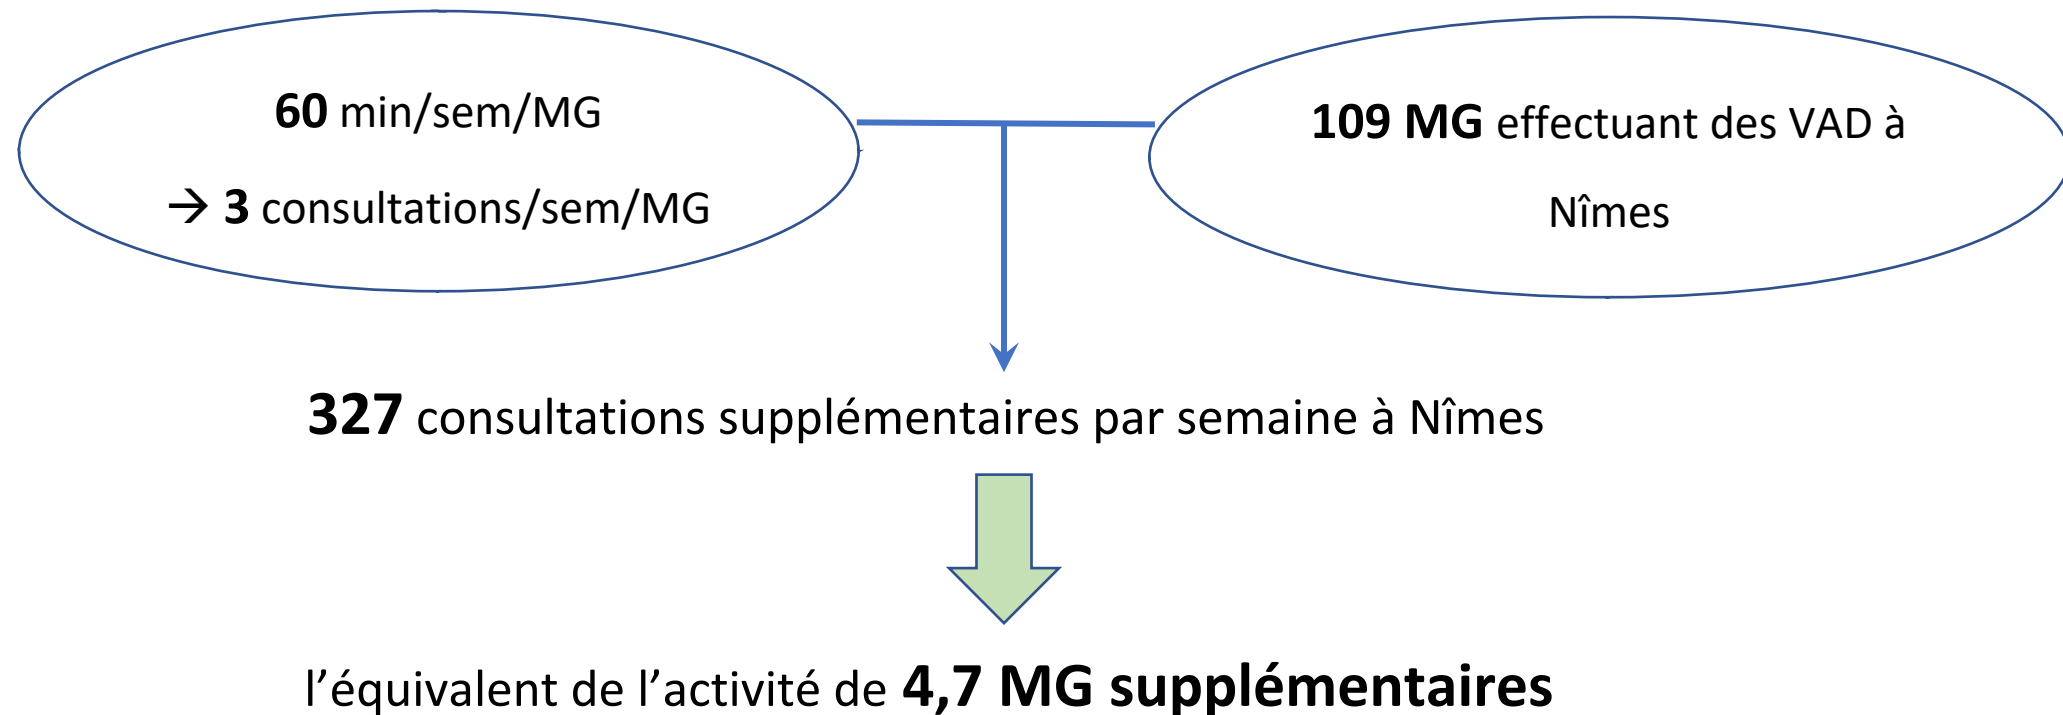 60 min/sem/MG
→ 3 consultations/sem/MG
109 MG effectuant des VAD à
Nîmes
327 consultations supplémentaires par semaine à Nîmes
l’équivalent de l’activité de 4,7 MG supplémentaires